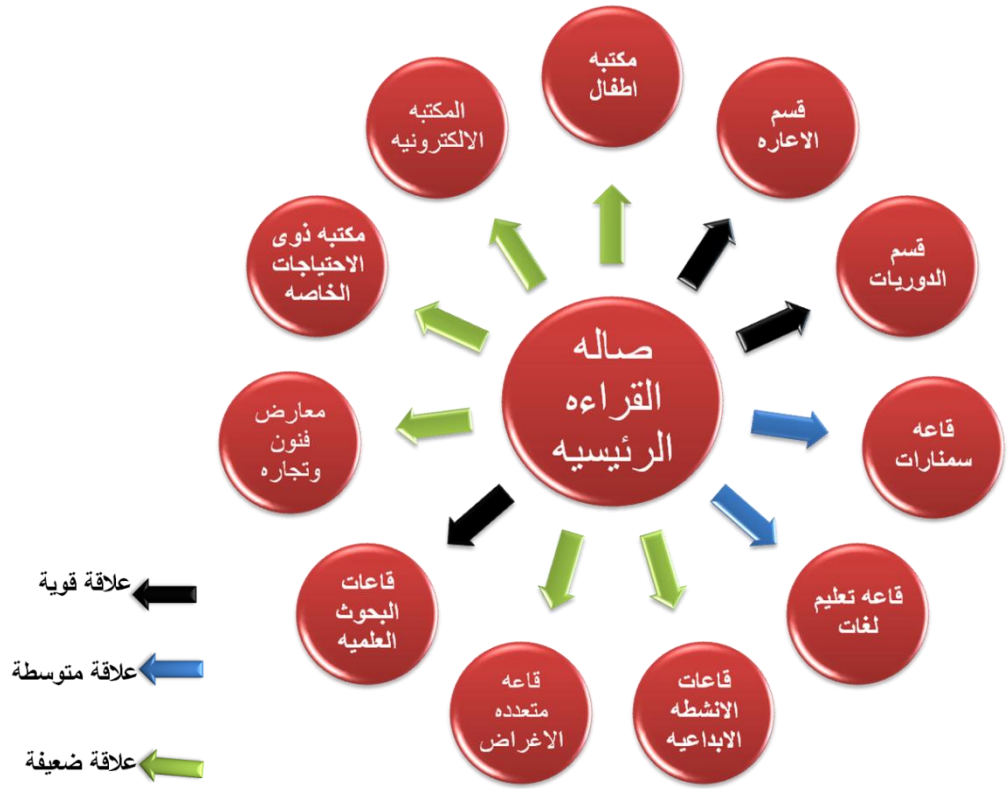 مكتبه
اطفال
قسم
الاعاره
قسم
الدوريات
قاعه
سمنارات
قاعه تعليم
لغات
قاعات
الانشطه
الابداعيه
قاعه
متعدده
الاغراض
قاعات
البحوث
العلميه
معارض
فنون
وتجاره
مكتبه ذوى
الاحتياجات
الخاصه
المكتبه
الالكترونيه
صاله
القراءه
الرئيسيه
علاقة قوية
علاقة متوسطة
علاقة ضعيفة